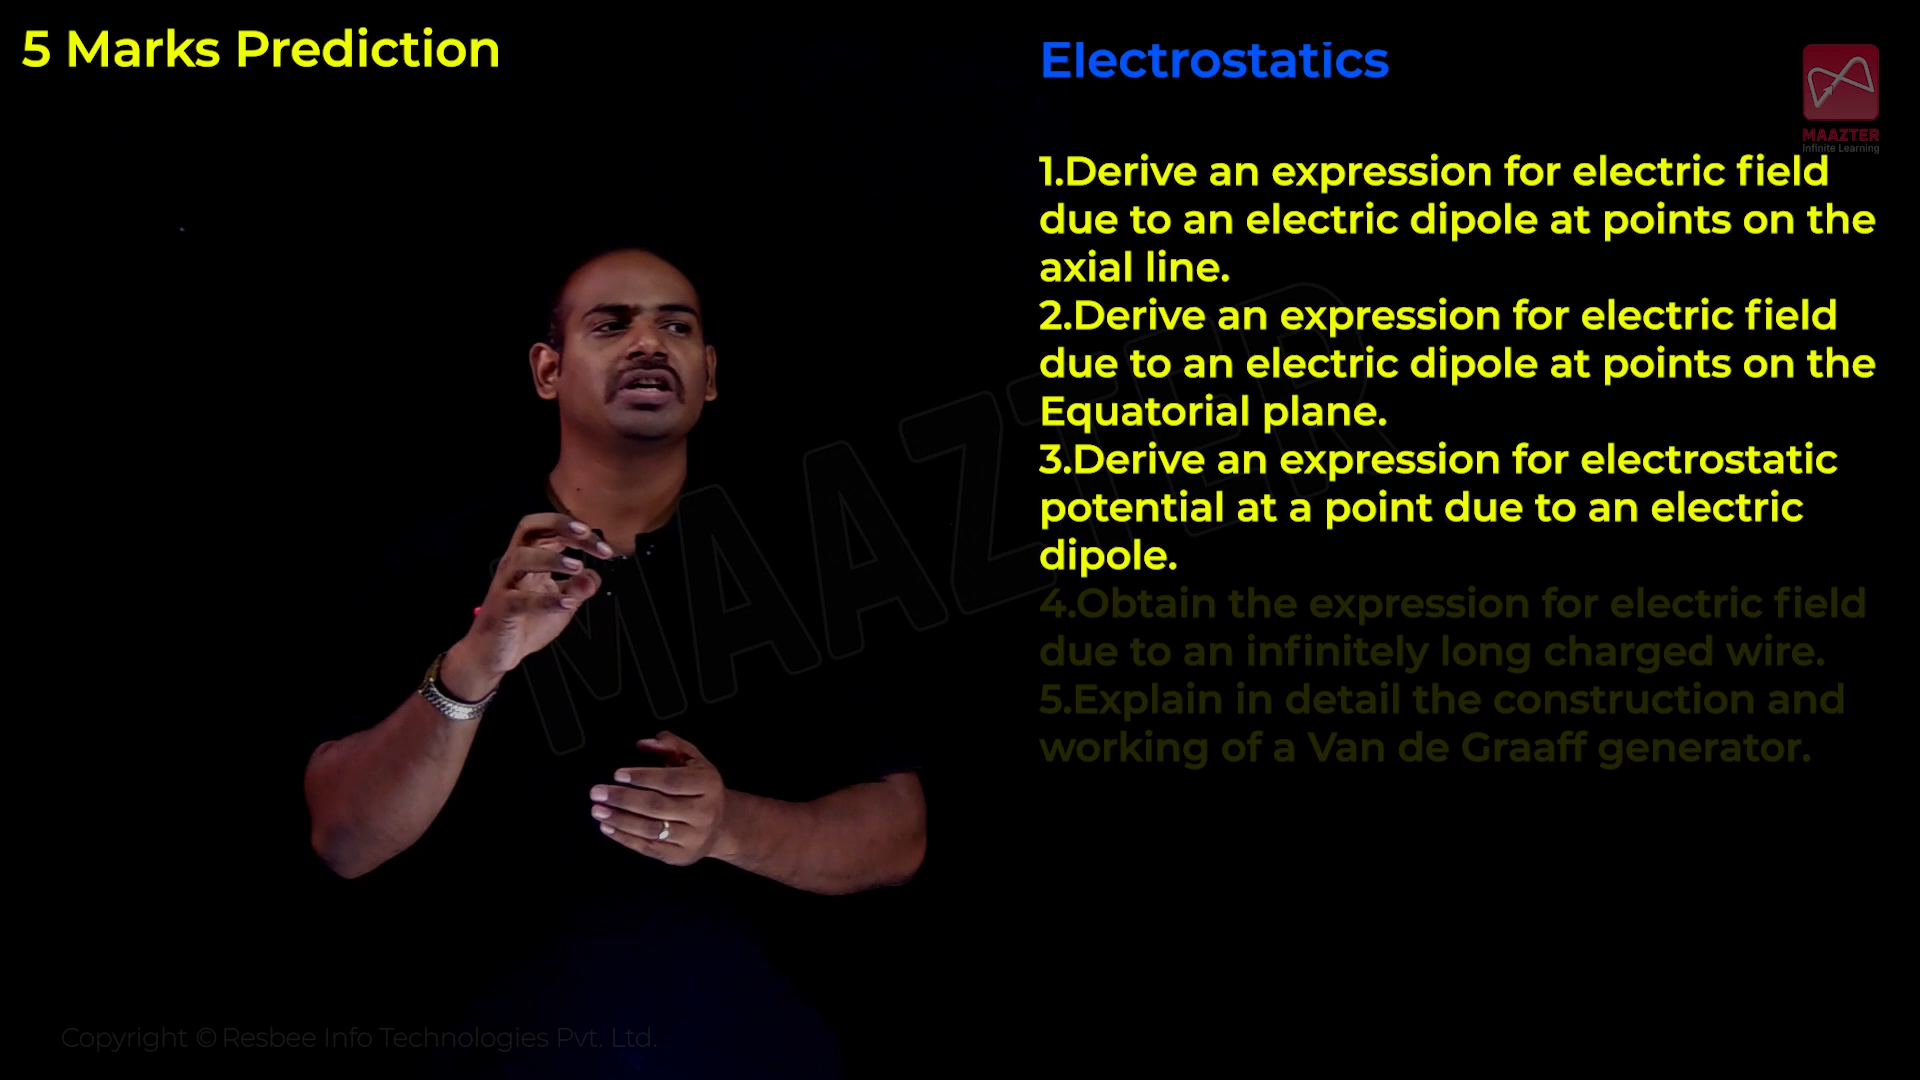 5 Marks Prediction
Electrostatics
MAAZTER
Infinite Learning
1.Derive an expression for electric field
due to an electric dipole at points on the
axial line.
2.Derive an expression for electric field
due to an electric dipole at points on the
Equatorial plane.
3.Derive an expression for electrostatic
potential at a point due to an electric
dipole.
4.Obtain the expression for electric field
due to an infinitely long charged wire.
5.Explain in detail the construction and
working of a Van de Graaff generator.
MAAZTER
Copyright © Resbee Info Technologies Pvt. Ltd.